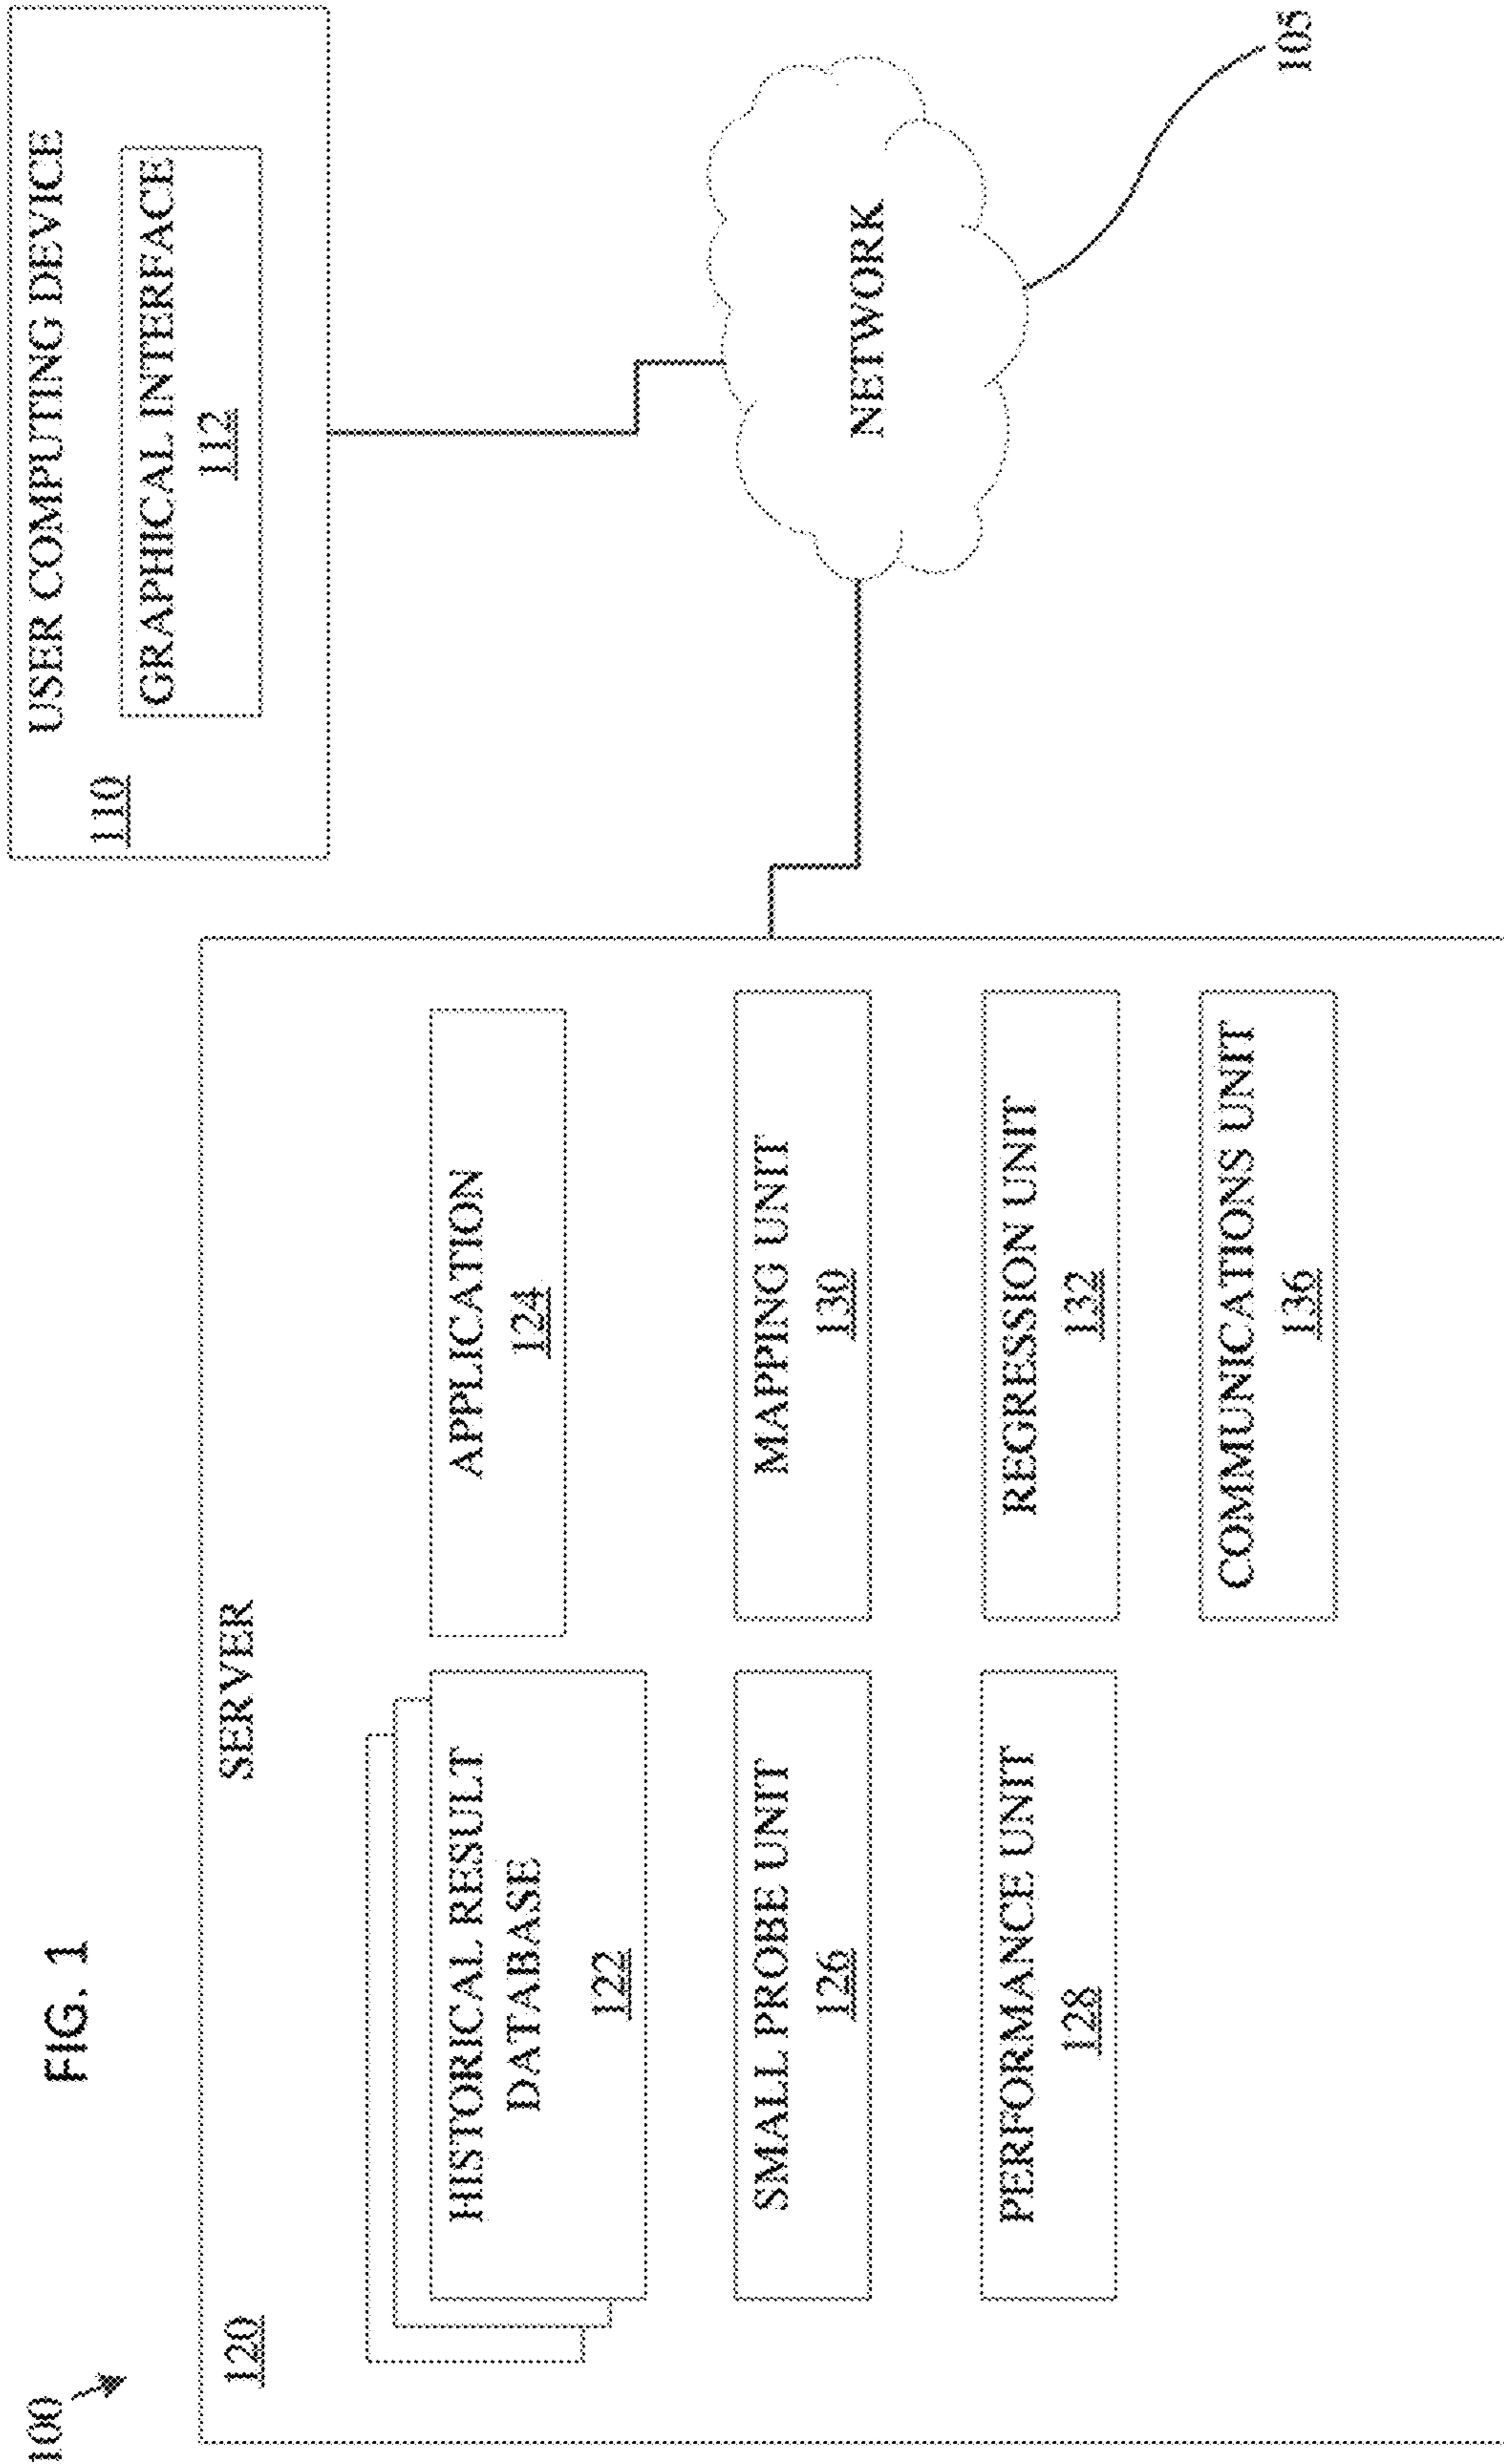 FIG. 1
100
SERVER
120
HISTORICAL RESULT
DATABASE
122
APPLICATION
124
SMALL PROBE UNIT
126
MAPPING UNIT
130
PERFORMANCE UNIT
128
REGRESSION UNIT
132
COMMUNICATIONS UNIT
136
USER COMPUTING DEVICE
110
GRAPHICAL INTERFACE
112
NETWORK
105